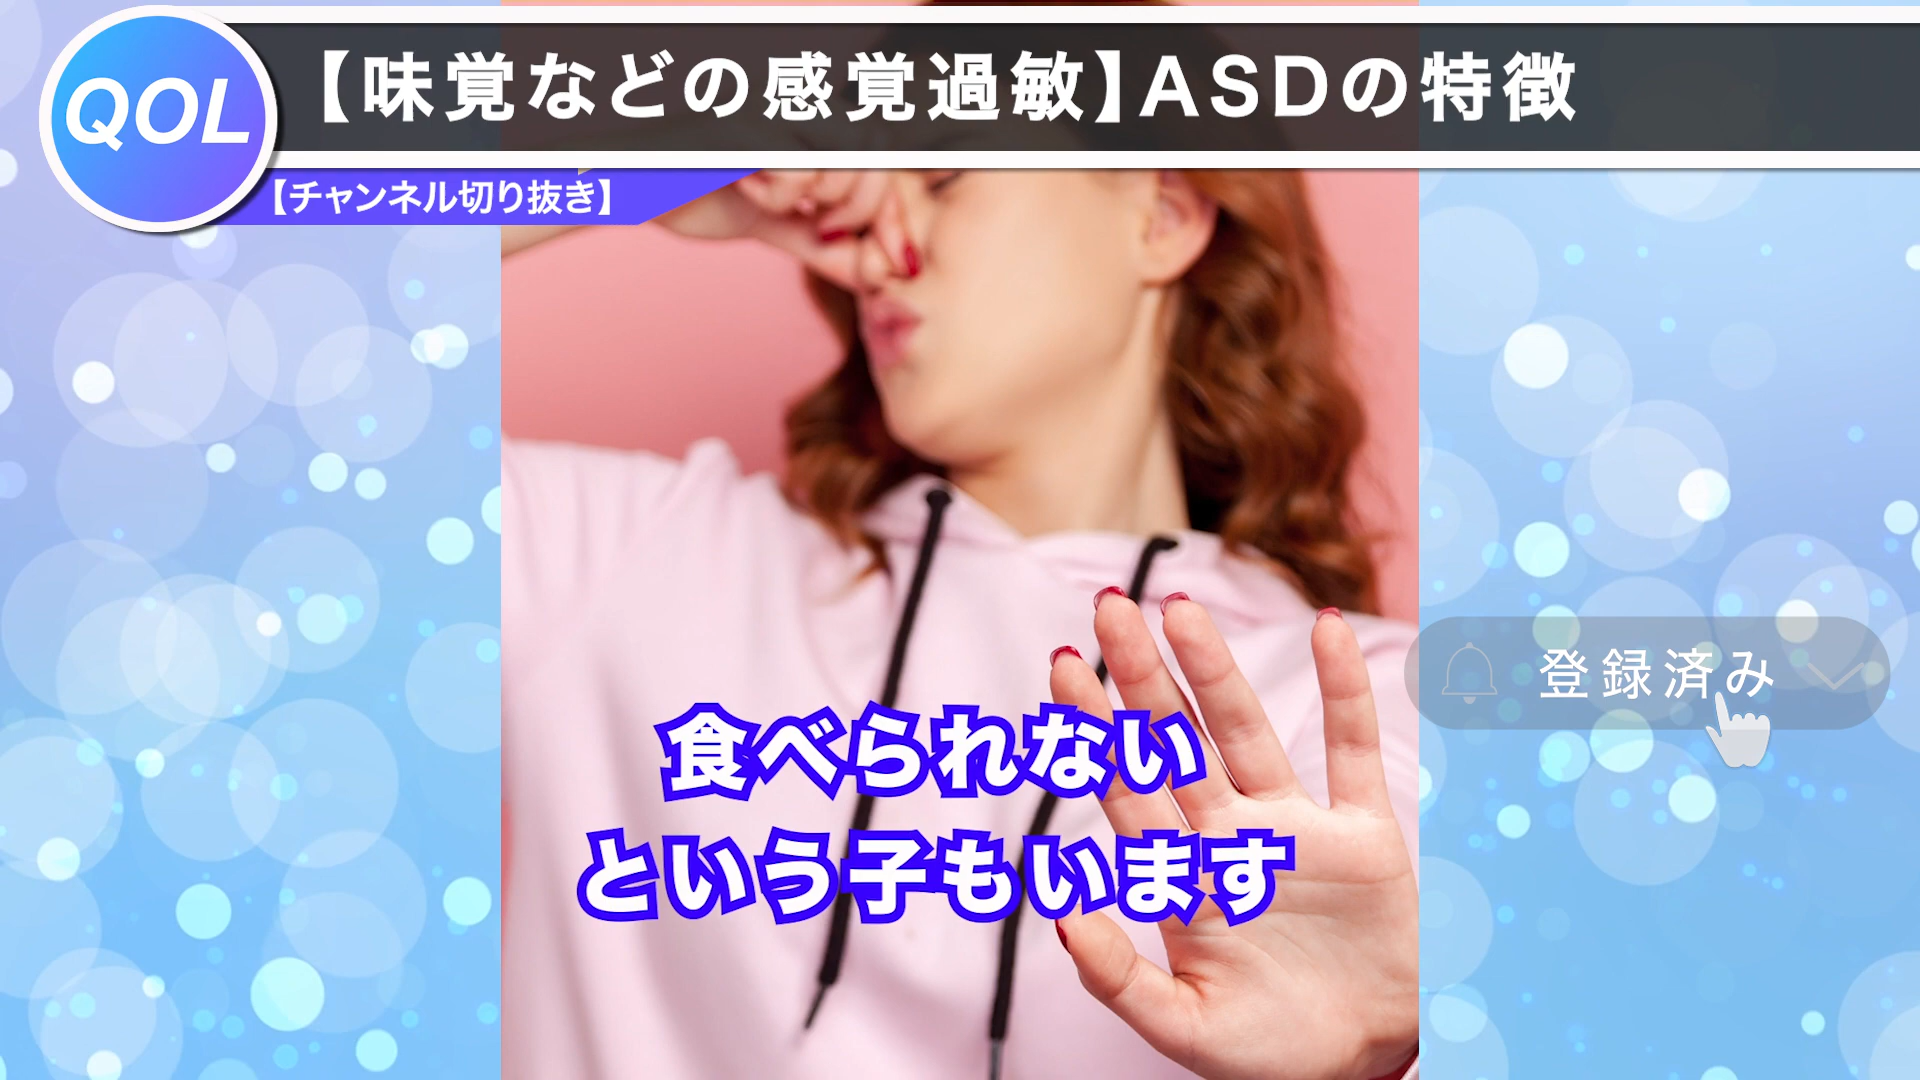 QOL
【味覚などの感覚過敏】ASDの特徴
【チャンネル切り抜き】
登録済み
食べられない
という子もいます